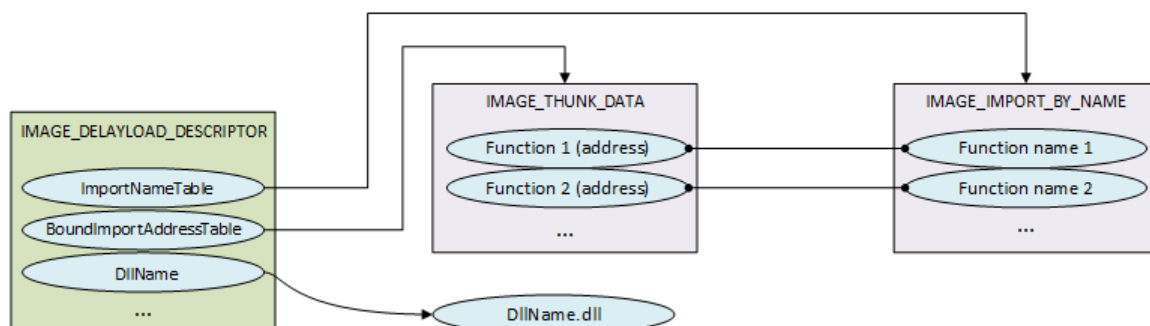 IMAGE_DELAYLOAD_DESCRIPTOR
ImportNameTable
BoundImportAddressTable
DllName
...
IMAGE_THUNK_DATA
Function 1 (address)
Function 2 (address)
...
DllName.dll
IMAGE_IMPORT_BY_NAME
Function name 1
Function name 2
...